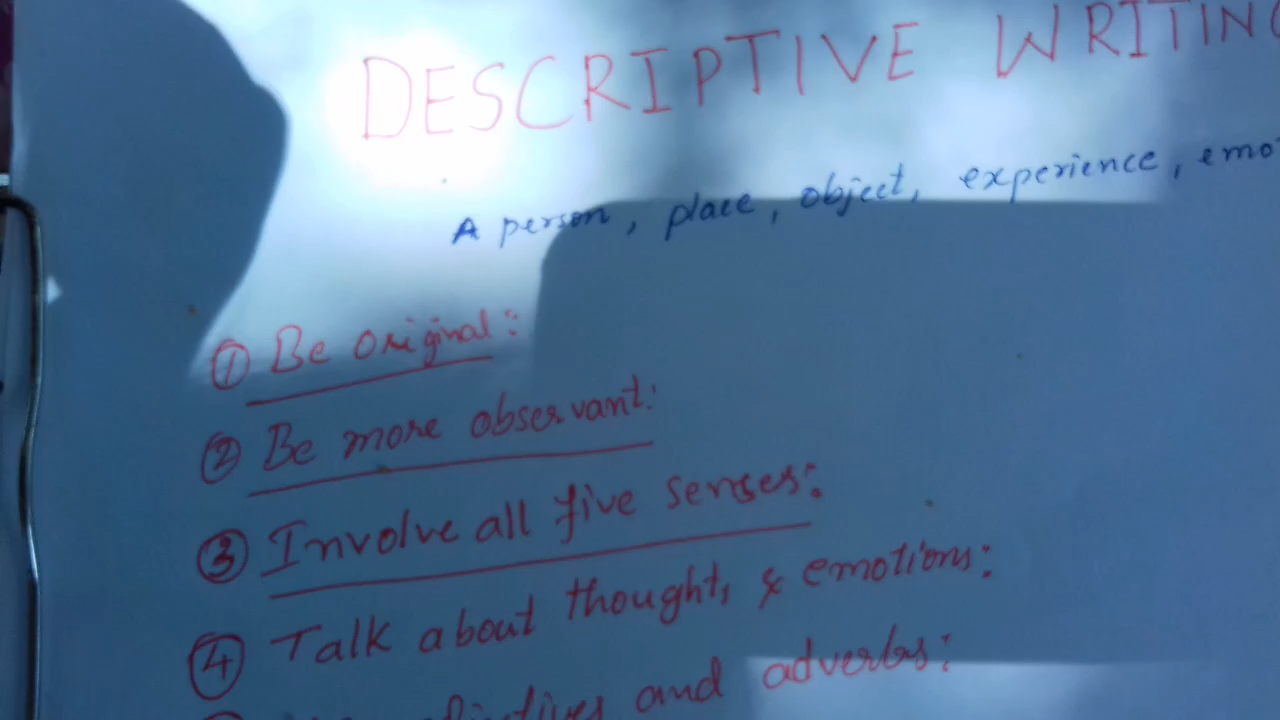 DESCRIPTIVE WRITING
A person, place, object, experience, emo
① Be original:
② Be more observant:
③ Involve all five senses:
④ Talk about thoughts & emotions:
and adverbs: